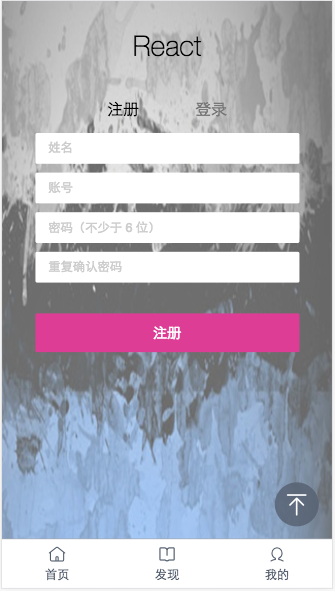 React
注册 登录
姓名
账号
密码（不少于 6 位）
重复确认密码
注册
首页 发现 我的